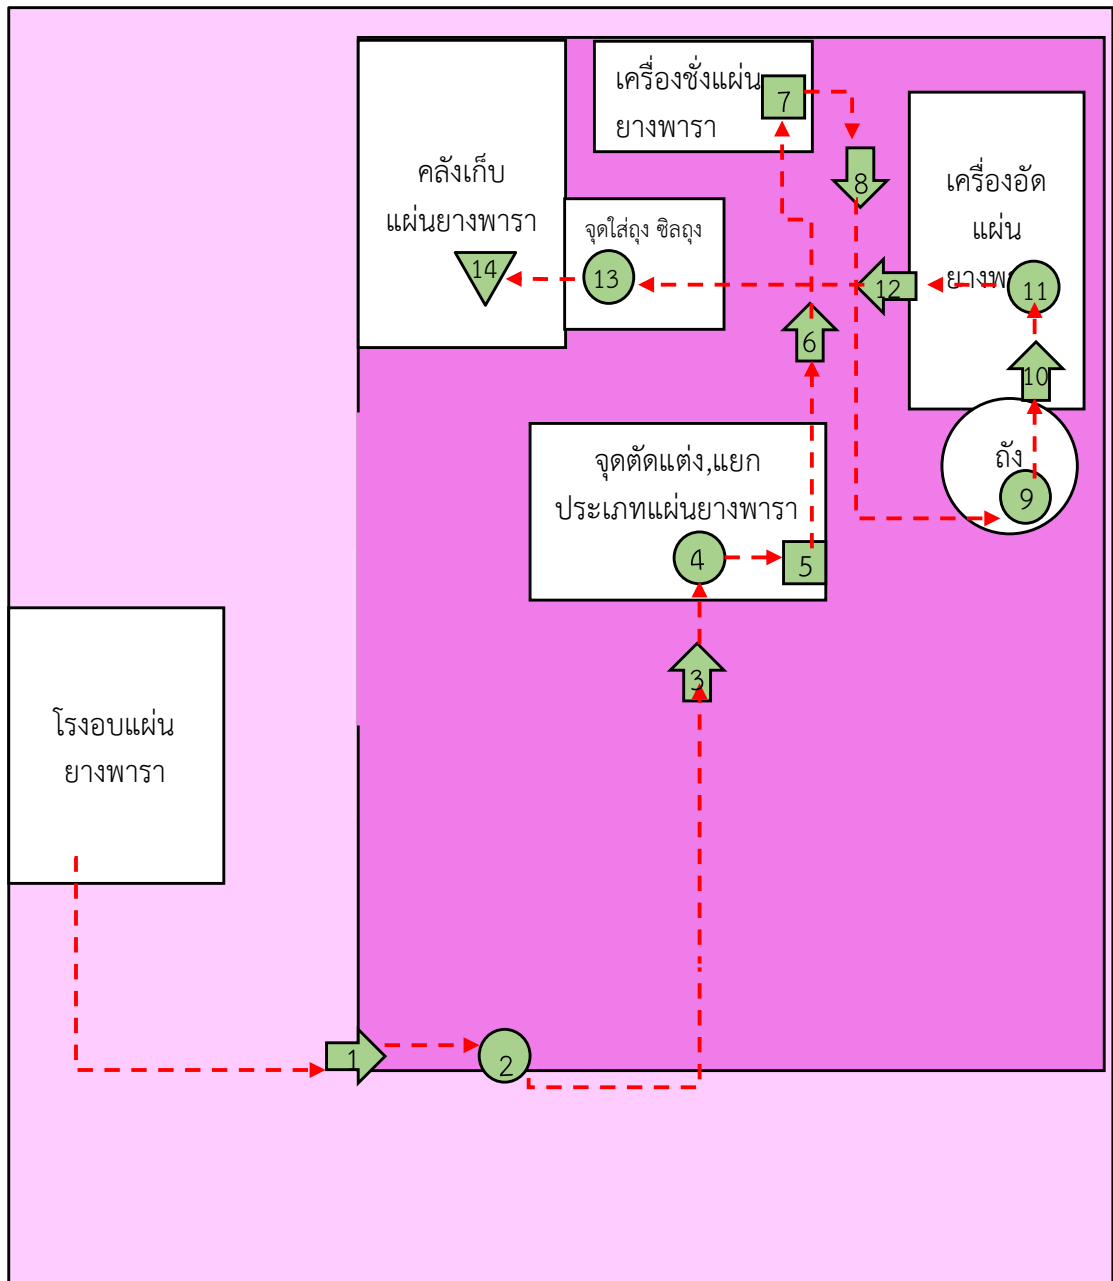 เครื่องชั่งแผ่น
ยางพารา
7
คลังเก็บ
แผ่นยางพารา
14
8
เครื่องอัด
แผ่น
ยางพ
11
จุดใส่ถุง ซิลถุง
13
12
6
10
จุดตัดแต่ง,แยก
ประเภทแผ่นยางพารา
4
5
ถัง
9
3
โรงอบแผ่น
ยางพารา
1
2